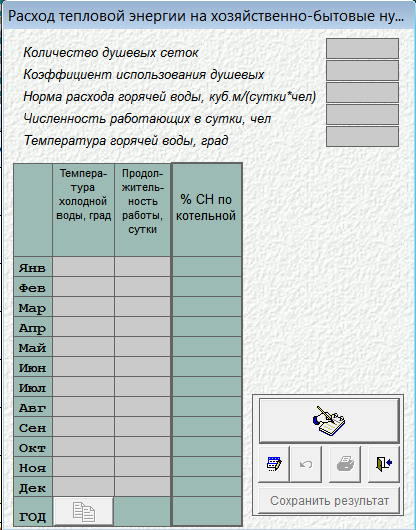 Расход тепловой энергии на хозяйственно-бытовые ну...
Количество душевых сеток
Коэффициент использования душевых
Норма расхода горячей воды, куб.м/(сутки*чел)
Численность работающих в сутки, чел
Температура горячей воды, град
Темпера-
тура
холодной
воды, град
Продол-
житель-
ность
работы,
сутки
% СН по
котельной
Янв
Фев
Мар
Апр
Май
Июн
Июл
Авг
Сен
Окт
Ноя
Дек
ГОД
Сохранить результат